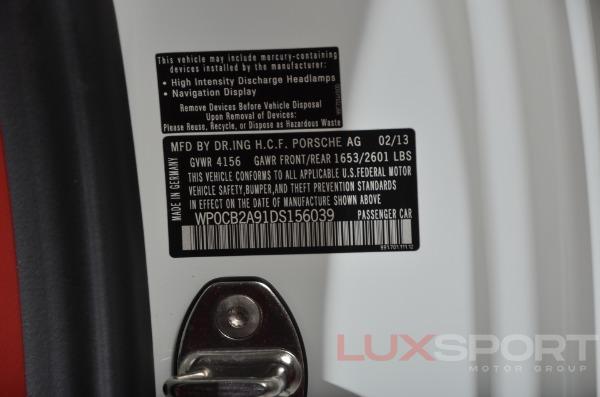 This vehicle may include mercury-containing
devices installed by the manufacturer:
• High Intensity Discharge Headlamps
• Navigation Display
Remove Devices Before Vehicle Disposal
Upon Removal of Devices:
Please Reuse, Recycle, or Dispose as Hazardous Waste
MFD BY DR.ING H.C.F. PORSCHE AG 02/13
GVWR 4156 GAWR FRONT/REAR 1653/2601 LBS
THIS VEHICLE CONFORMS TO ALL APPLICABLE U.S.FEDERAL MOTOR
VEHICLE SAFETY,BUMPER,AND THEFT PREVENTION STANDARDS
IN EFFECT ON THE DATE OF MANUFACTURE SHOWN ABOVE
MADE IN GERMANY
WP0CB2A91DS156039
PASSENGER CAR
LUXSPORT
MOTOR GROUP